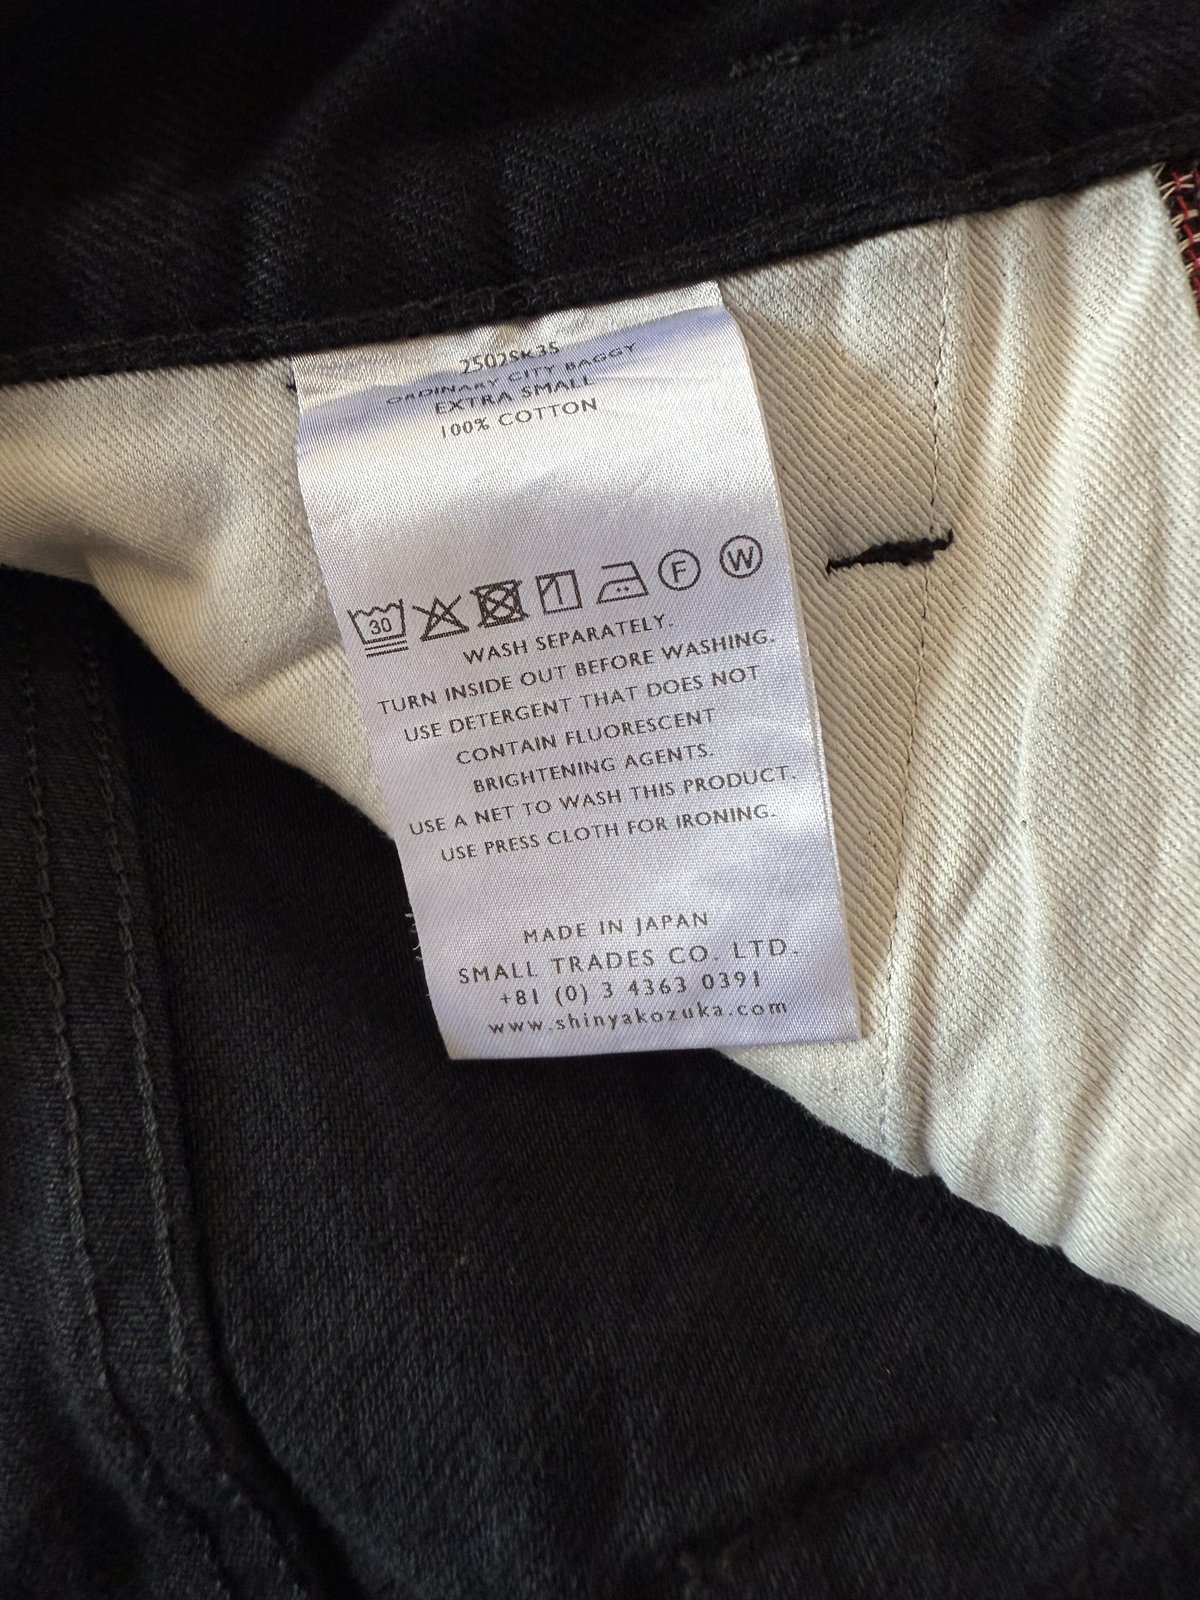 2502SK35
ORDINARY CITY BAGGY
EXTRA SMALL
100% COTTON
30 F W
WASH SEPARATELY.
TURN INSIDE OUT BEFORE WASHING.
USE DETERGENT THAT DOES NOT
CONTAIN FLUORESCENT
BRIGHTENING AGENTS.
USE A NET TO WASH THIS PRODUCT.
USE PRESS CLOTH FOR IRONING.
MADE IN JAPAN
SMALL TRADES CO. LTD.
+81 (0) 3 4363 0391
www.shinyakozuka.com